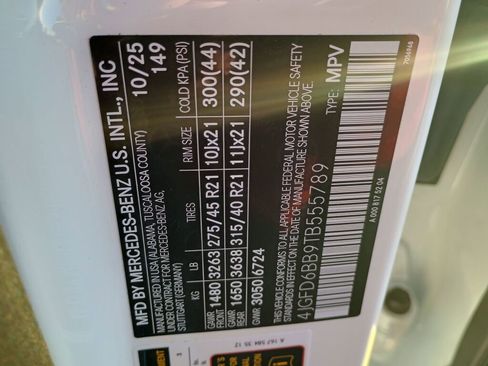 MFD BY MERCEDES-BENZ U.S. INTL., INC
10/25
MANUFACTURED IN USA (ALABAMA, TUSCALOOSA COUNTY)
149
UNDER CONTRACT FOR MERCEDES-BENZ AG,
STUTTGART (GERMANY)
KG LB TIRES RIM SIZE COLD KPA (PSI)
GAWR FRONT 1480 3263 275/45 R21 10Jx21 300(44)
GAWR REAR 1650 3638 315/40 R21 11Jx21 290(42)
GVWR 3050 6724
THIS VEHICLE CONFORMS TO ALL APPLICABLE FEDERAL MOTOR VEHICLE SAFETY
STANDARDS IN EFFECT ON THE DATE OF MANUFACTURE SHOWN ABOVE.
4JGFD6BB9TB555789 TYPE: MPV
A 000 817 52 04
7056948
A 167 584 35 12